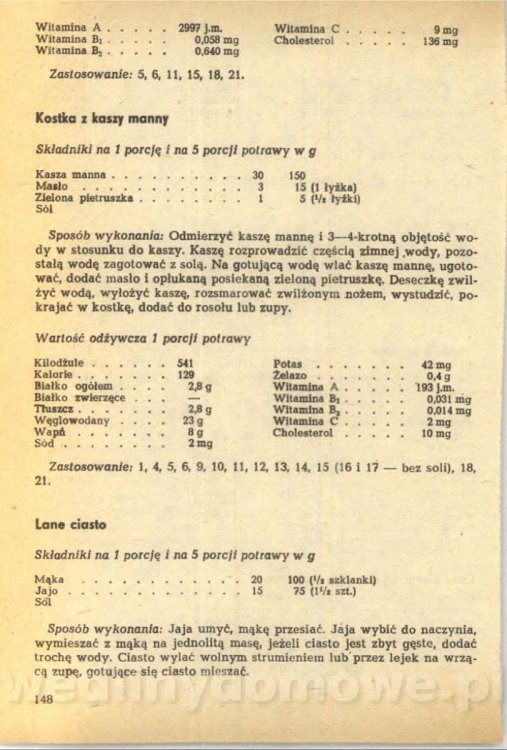 Witamina A . . . . . 2997 j.m. Witamina C . . . . . 9 mg
Witamina B₁ . . . . . 0,058 mg Cholesterol . . . . . 136 mg
Witamina B₂ . . . . . 0,640 mg
Zastosowanie: 5, 6, 11, 15, 18, 21.
Kostka z kaszy manny
Składniki na 1 porcję i na 5 porcji potrawy w g
Kasza manna . . . . . . . . . . 30 150
Masło . . . . . . . . . . . . 3 15 (1 łyżka)
Zielona pietruszka . . . . . . . . 1 5 (¹/₂ łyżki)
Sól
Sposób wykonania: Odmierzyć kaszę mannę i 3—4-krotną objętość wo-
dy w stosunku do kaszy. Kaszę rozprowadzić częścią zimnej wody, pozo-
stałą wodę zagotować z solą. Na gotującą wodę wlać kaszę mannę, ugoto-
wać, dodać masło i opłukaną posiekaną zieloną pietruszkę. Deseczkę zwil-
żyć wodą, wyłożyć kaszę, rozsmarować zwilżonym nożem, wystudzić, po-
krajać w kostkę, dodać do rosołu lub zupy.
Wartość odżywcza 1 porcji potrawy
Kilodżule . . . . . . 541 Potas . . . . . . . 42 mg
Kalorie . . . . . . . 129 Żelazo . . . . . . . 0,4 g
Białko ogółem . . . . 2,8 g Witamina A . . . . . 193 j.m.
Białko zwierzęce . . . — Witamina B₁ . . . . . 0,031 mg
Tłuszcz . . . . . . . 2,8 g Witamina B₂ . . . . . 0,014 mg
Węglowodany . . . . 23 g Witamina C . . . . . 2 mg
Wapń . . . . . . . 8 g Cholesterol . . . . . 10 mg
Sód . . . . . . . . 2 mg
Zastosowanie: 1, 4, 5, 6, 9, 10, 11, 12, 13, 14, 15 (16 i 17 — bez soli), 18,
21.
Lane ciasto
Składniki na 1 porcję i na 5 porcji potrawy w g
Mąka . . . . . . . . . . . . 20 100 (¹/₂ szklanki)
Jajo . . . . . . . . . . . . 15 75 (1¹/₂ szt.)
Sól
Sposób wykonania: Jaja umyć, mąkę przesiać. Jaja wybić do naczynia,
wymieszać z mąką na jednolitą masę, jeżeli ciasto jest zbyt gęste, dodać
trochę wody. Ciasto wylać wolnym strumieniem lub przez lejek na wrzą-
cą zupę, gotujące się ciasto mieszać.
wedlinydomowe.pl
148